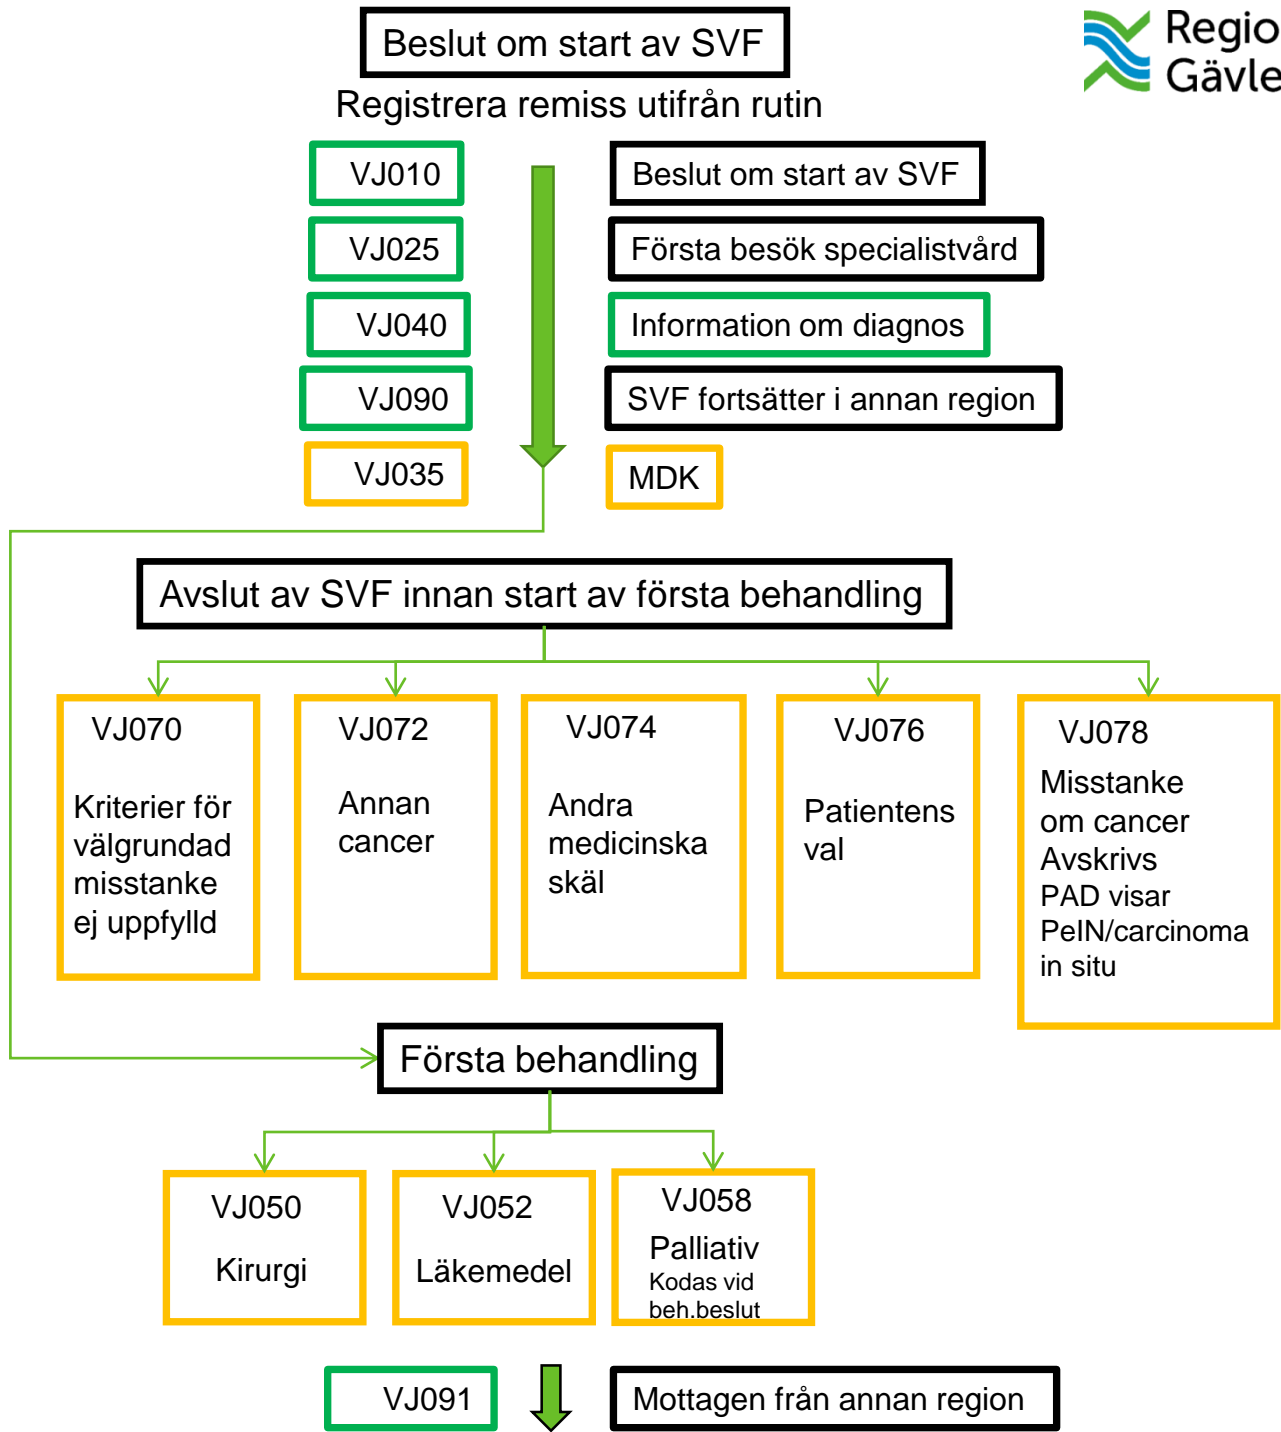 Beslut om start av SVF
Regio
Gävle
Registrera remiss utifrån rutin
VJ010
Beslut om start av SVF
VJ025
Första besök specialistvård
VJ040
Information om diagnos
VJ090
SVF fortsätter i annan region
VJ035
MDK
Avslut av SVF innan start av första behandling
VJ070
Kriterier för
välgrundad
misstanke
ej uppfylld
VJ072
Annan
cancer
VJ074
Andra
medicinska
skäl
VJ076
Patientens
val
VJ078
Misstanke
om cancer
Avskrivs
PAD visar
PeIN/carcinoma
in situ
Första behandling
VJ050
Kirurgi
VJ052
Läkemedel
VJ058
Palliativ
Kodas vid
beh.beslut
VJ091
Mottagen från annan region